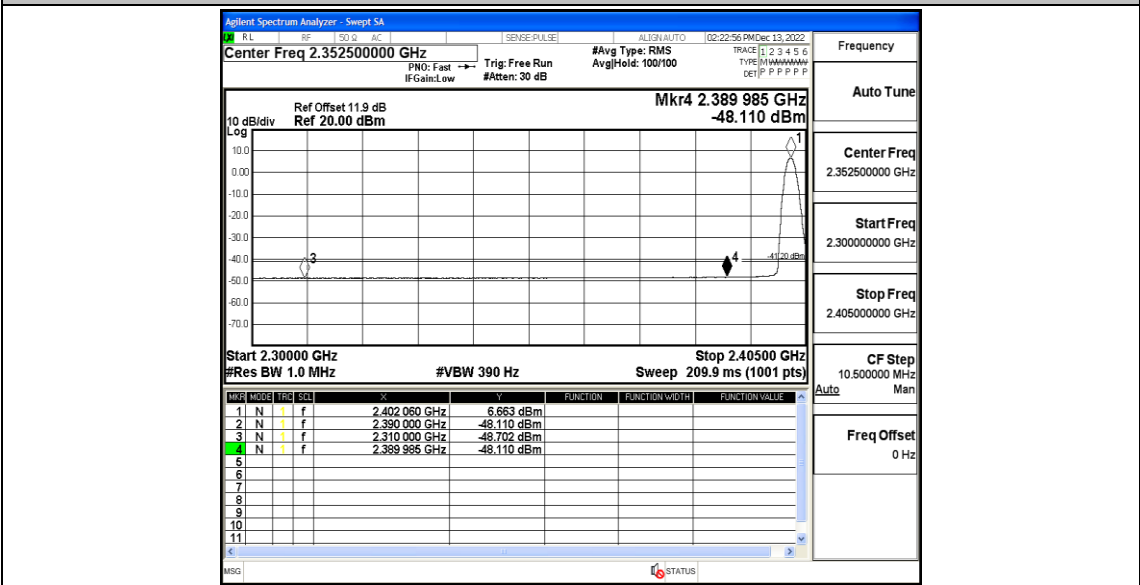 Agilent Spectrum Analyzer - Swept SA
RL RF 50 Ω AC SENSE:PULSE ALIGN AUTO 02:22:56 PM Dec 13, 2022
Center Freq 2.352500000 GHz
PNO: Fast
IFGain:Low
Trig: Free Run
#Atten: 30 dB
#Avg Type: RMS
Avg|Hold: 100/100
TRACE 1 2 3 4 5 6
TYPE M WWWWW
DET P P P P P P
Ref Offset 11.9 dB
10 dB/div Ref 20.00 dBm
Log
Mkr4 2.389 985 GHz
-48.110 dBm
10.0
0.00
-10.0
-20.0
-30.0
-40.0
-50.0
-60.0
-70.0
1
3
4
-41.20 dBm
Start 2.30000 GHz Stop 2.40500 GHz
#Res BW 1.0 MHz #VBW 390 Hz Sweep 209.9 ms (1001 pts)
MKR MODE TRC SCL X Y FUNCTION FUNCTION WIDTH FUNCTION VALUE
1 N 1 f 2.402 060 GHz 6.663 dBm
2 N 1 f 2.390 000 GHz -48.110 dBm
3 N 1 f 2.310 000 GHz -48.702 dBm
4 N 1 f 2.389 985 GHz -48.110 dBm
5
6
7
8
9
10
11
MSG STATUS
Frequency
Auto Tune
Center Freq
2.352500000 GHz
Start Freq
2.300000000 GHz
Stop Freq
2.405000000 GHz
CF Step
10.500000 MHz
Auto Man
Freq Offset
0 Hz